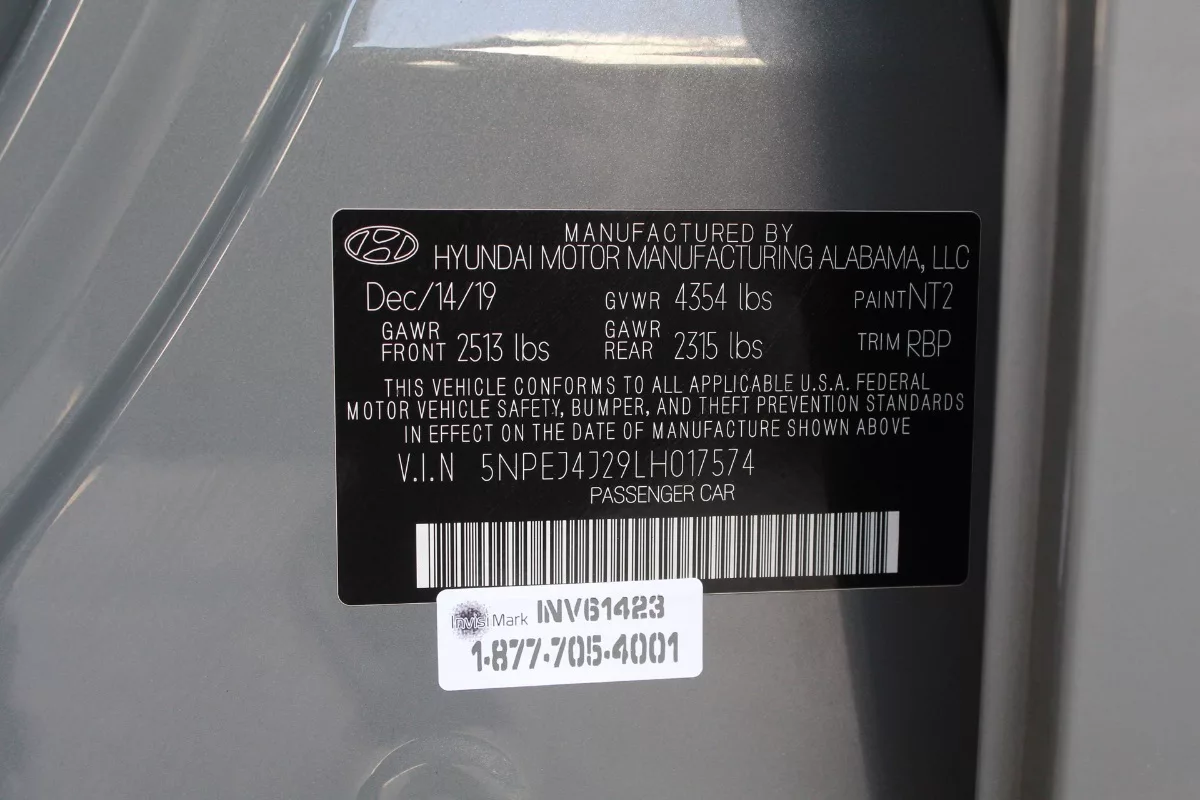 MANUFACTURED BY
HYUNDAI MOTOR MANUFACTURING ALABAMA, LLC
Dec/14/19 GVWR 4354 lbs PAINT NT2
GAWR FRONT 2513 lbs GAWR REAR 2315 lbs TRIM RBP
THIS VEHICLE CONFORMS TO ALL APPLICABLE U.S.A. FEDERAL
MOTOR VEHICLE SAFETY, BUMPER, AND THEFT PREVENTION STANDARDS
IN EFFECT ON THE DATE OF MANUFACTURE SHOWN ABOVE
V.I.N 5NPEJ4J29LH017574
PASSENGER CAR
InvisiMark INV61423
1-877-705-4001